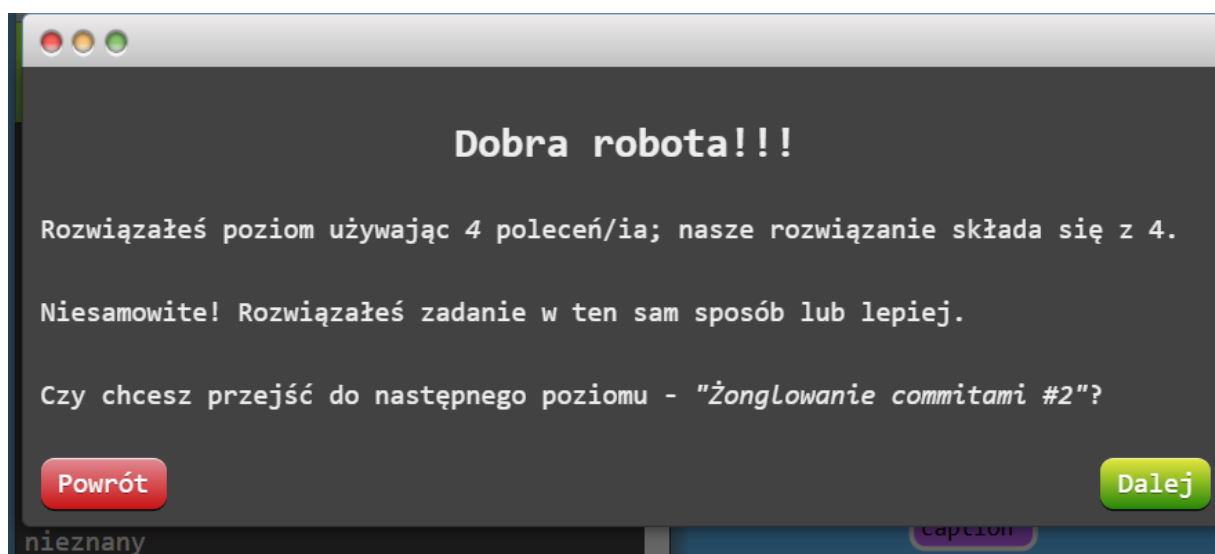 Dobra robota!!!
Rozwiązałeś poziom używając 4 poleceń/ia; nasze rozwiązanie składa się z 4.
Niesamowite! Rozwiązałeś zadanie w ten sam sposób lub lepiej.
Czy chcesz przejść do następnego poziomu - "Żonglowanie commitami #2"?
Powrót
Dalej
nieznany
caption